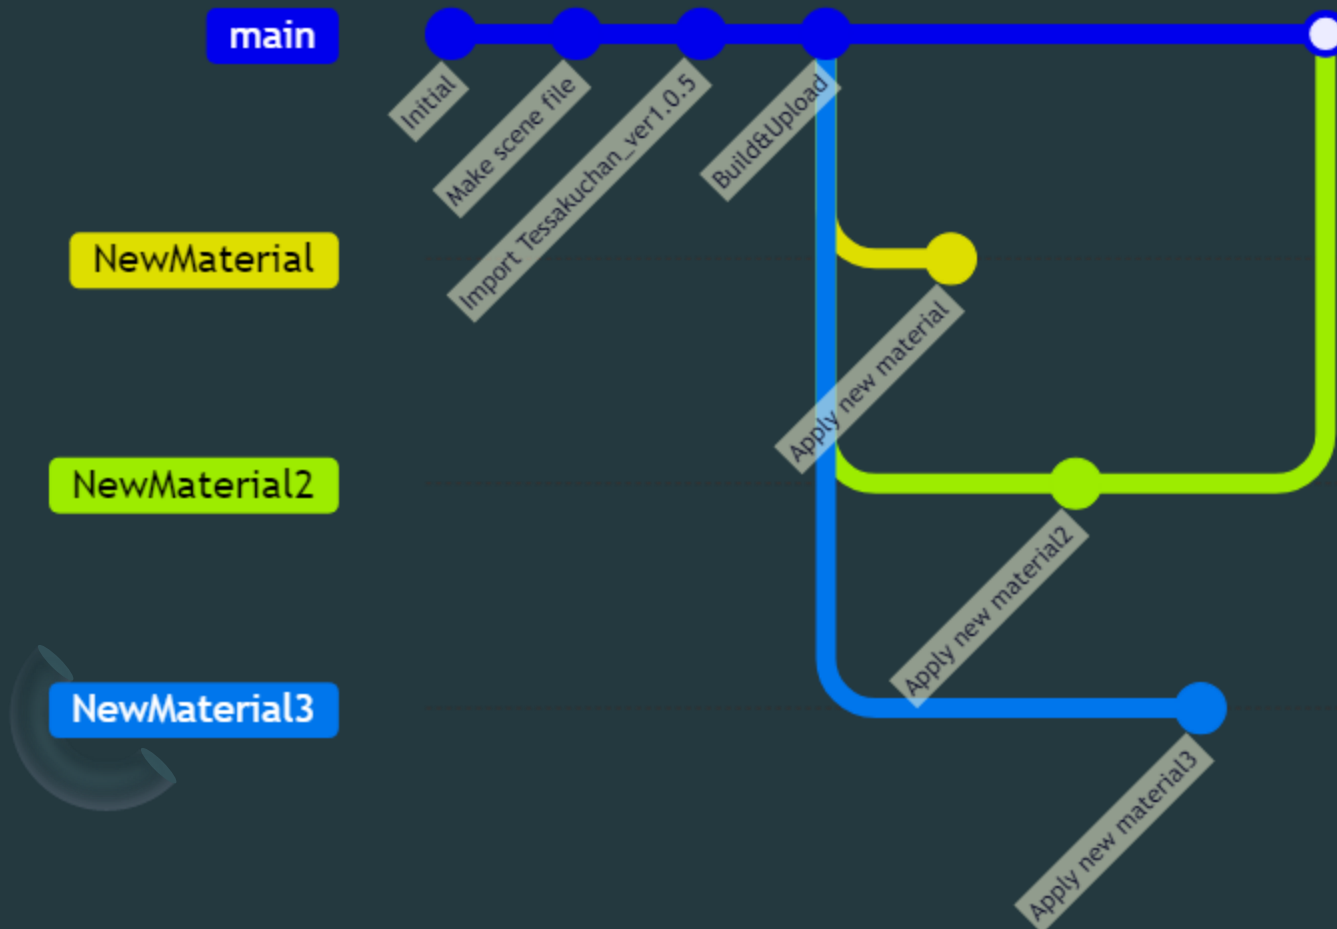 main
Initial
Make scene file
Import Tessakuchan_ver1.0.5
Build&Upload
NewMaterial
Apply new material
NewMaterial2
Apply new material2
NewMaterial3
Apply new material3